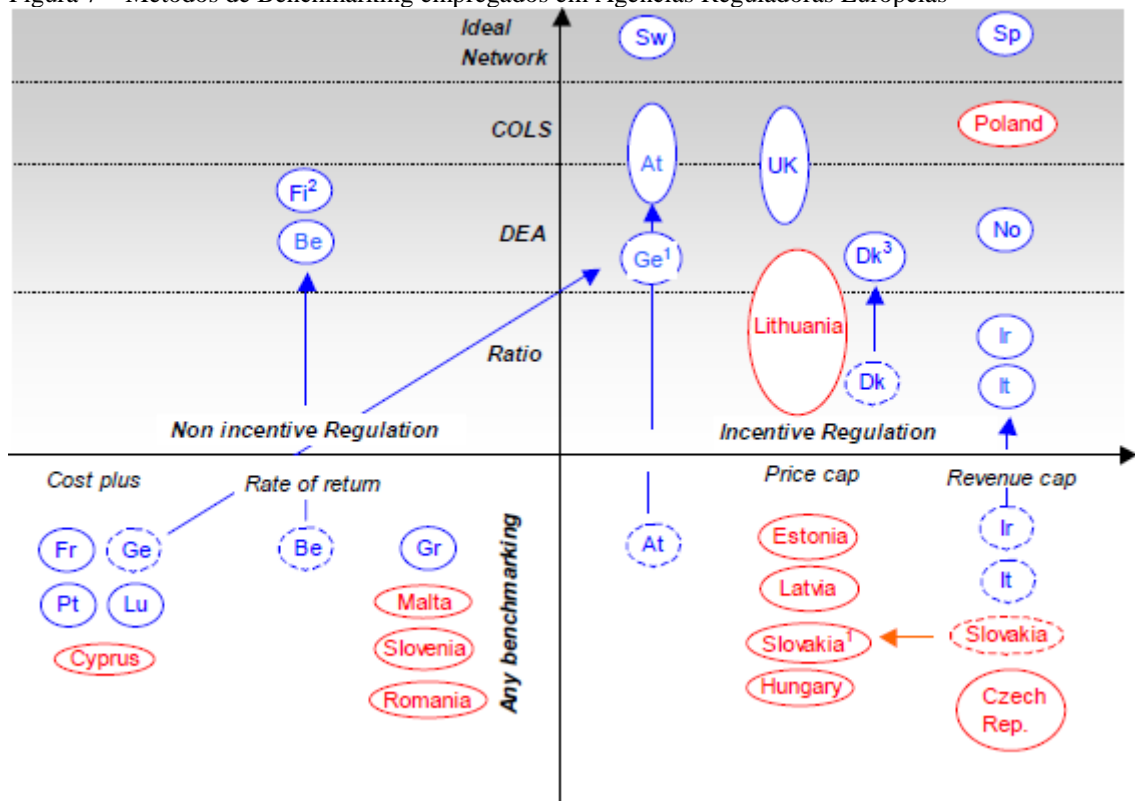 Figura 7 – Métodos de Benchmarking empregados em Agências Reguladoras Européias
Ideal
Network
Sw
Sp
COLS
Poland
At
UK
Fi²
DEA
Be
Ge¹
Dk³
No
Lithuania
Ratio
Ir
Dk
It
Non incentive Regulation
Incentive Regulation
Cost plus
Rate of return
Price cap
Revenue cap
Fr
Ge
Be
Gr
Any benchmarking
At
Estonia
Ir
Pt
Lu
Malta
Latvia
It
Cyprus
Slovenia
Slovakia¹
Slovakia
Romania
Hungary
Czech
Rep.